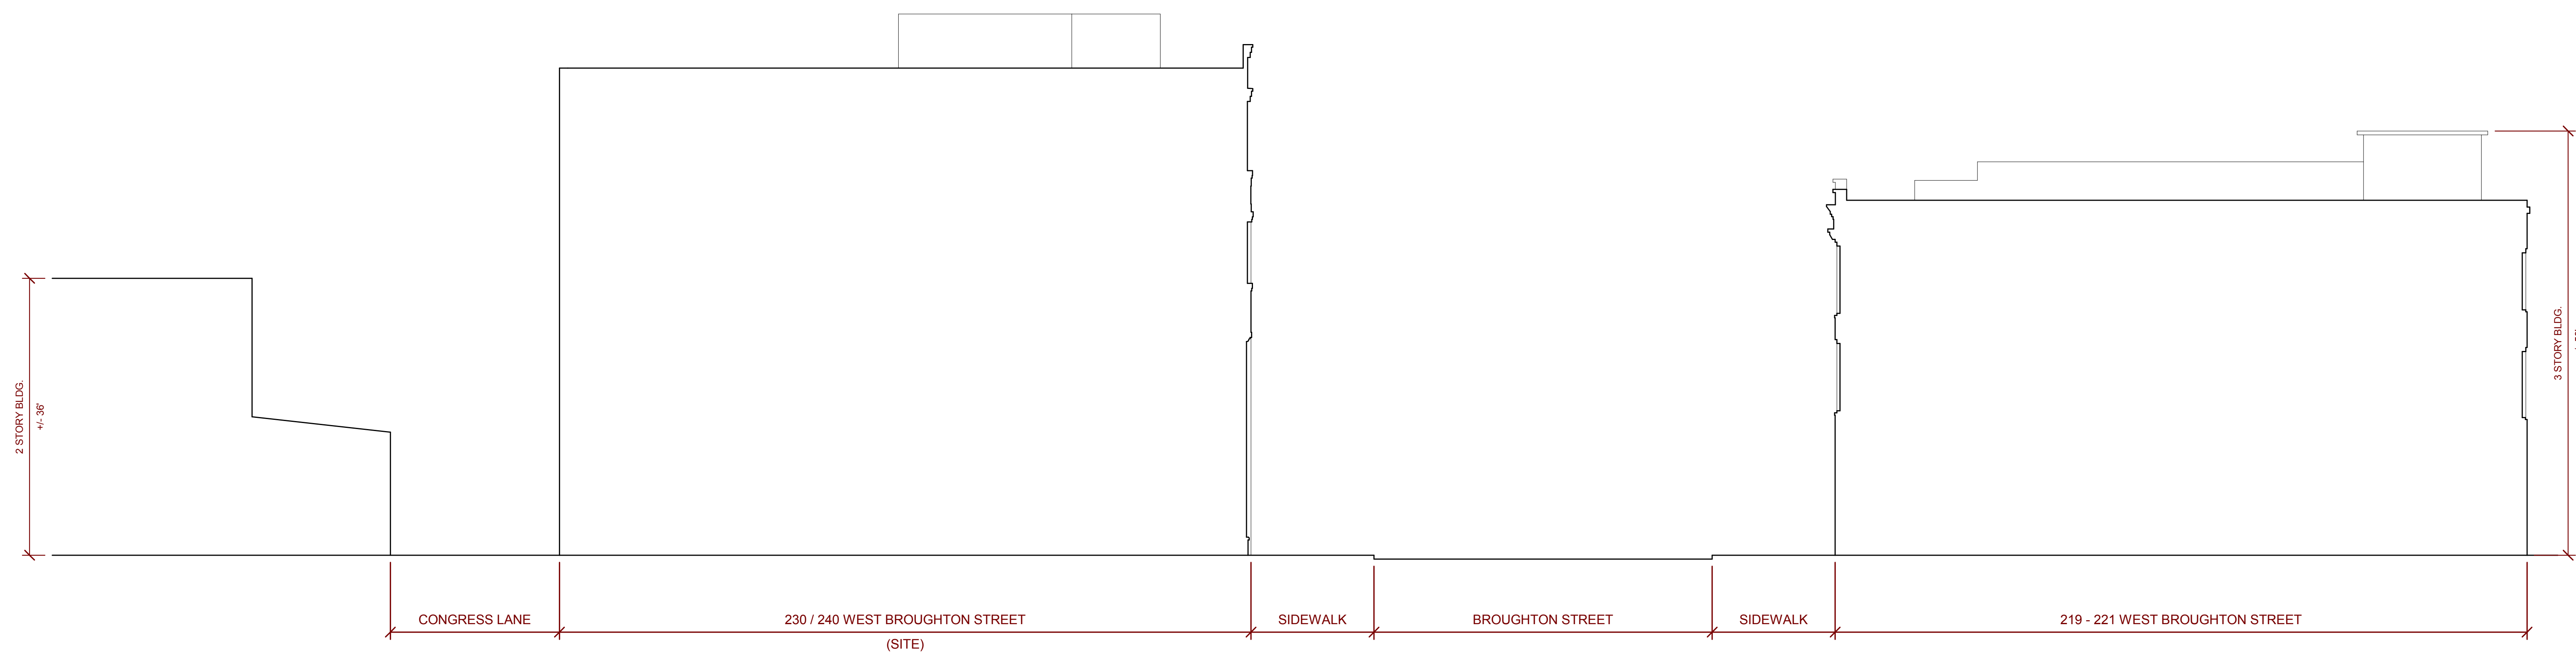 2 STORY BLDG.
+/- 36'
CONGRESS LANE
230 / 240 WEST BROUGHTON STREET
(SITE)
SIDEWALK
BROUGHTON STREET
SIDEWALK
219 - 221 WEST BROUGHTON STREET
3 STORY BLDG.